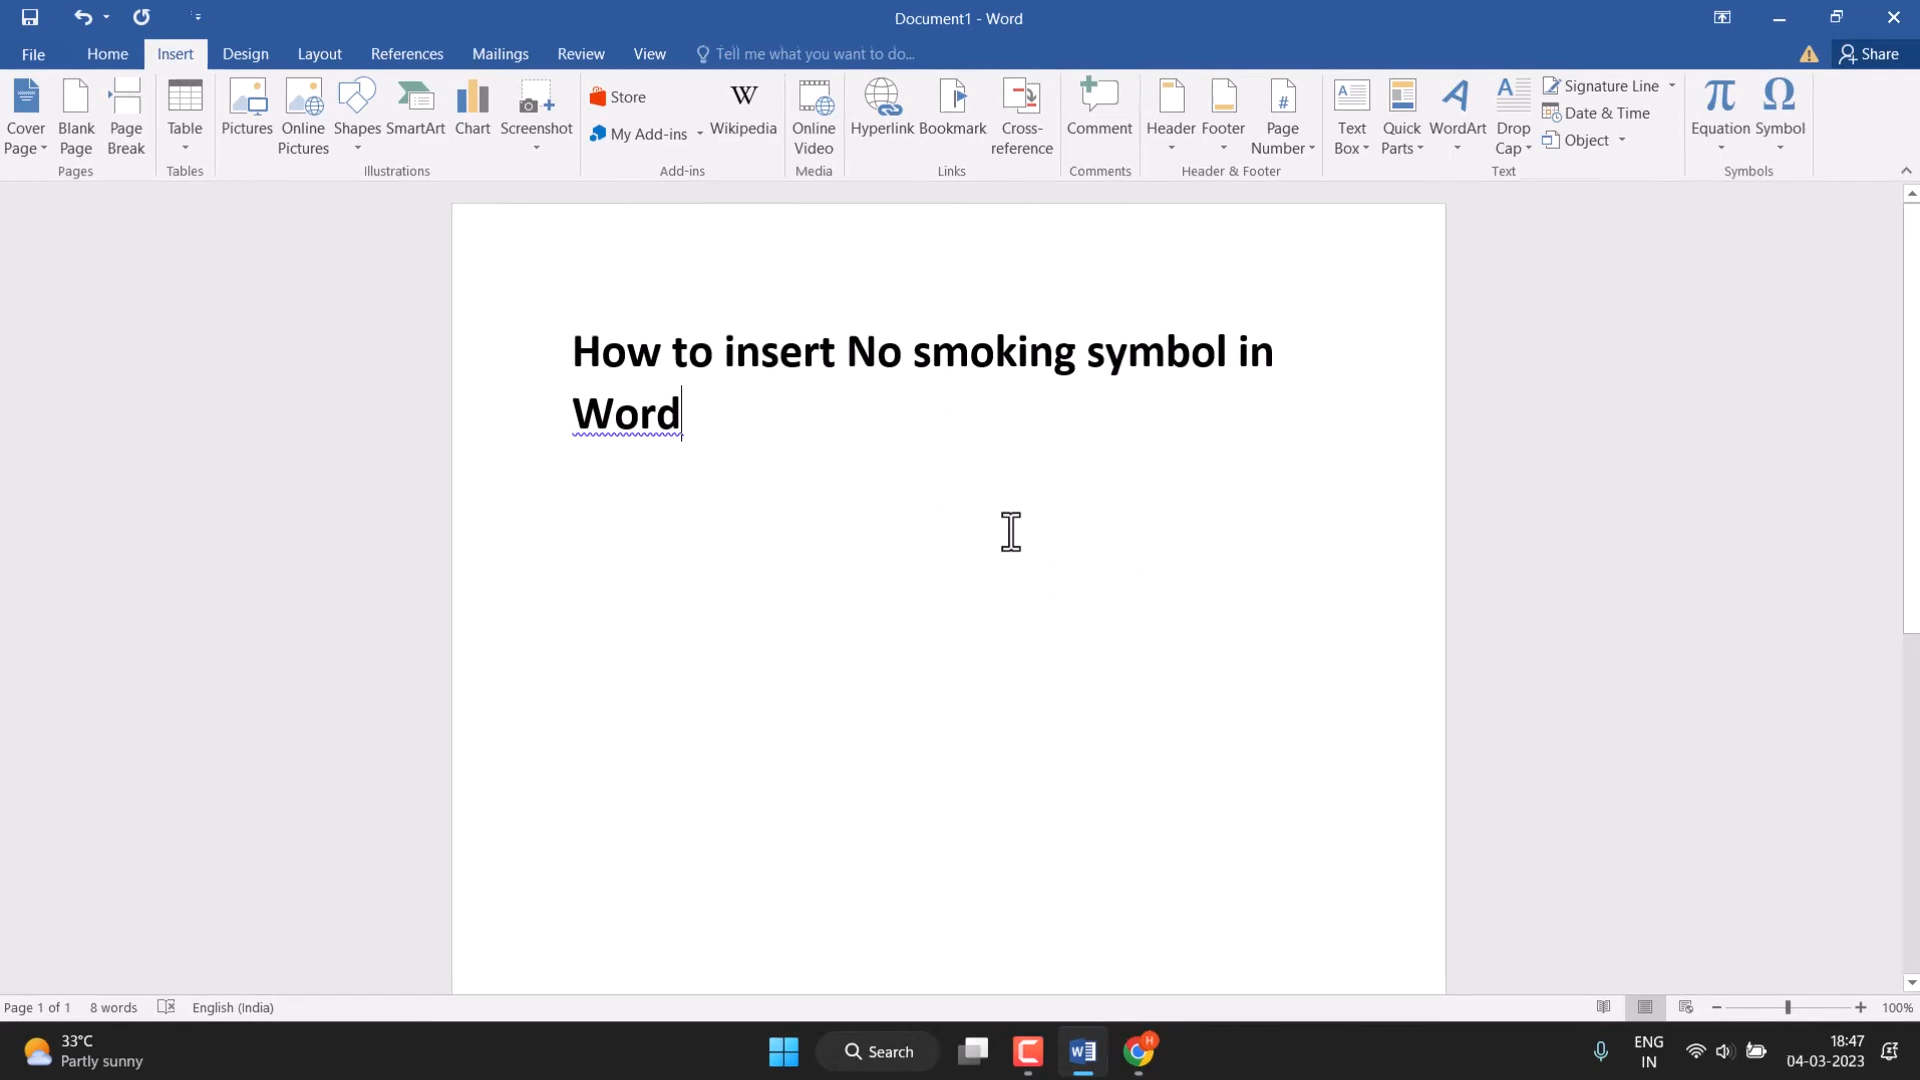 Document1 - Word
File Home Insert Design Layout References Mailings Review View Tell me what you want to do... Share
Cover Page
Blank Page
Page Break
Pages
Table
Tables
Pictures
Online Pictures
Shapes
SmartArt
Chart
Screenshot
Illustrations
Store
My Add-ins
W
Wikipedia
Add-ins
Online Video
Media
Hyperlink
Bookmark
Cross-reference
Links
Comment
Comments
Header
Footer
#
Page Number
Header & Footer
A
Text Box
Quick Parts
A
WordArt
A
Drop Cap
Signature Line
Date & Time
Object
Text
π
Equation
Ω
Symbol
Symbols
How to insert No smoking symbol in
Word
Page 1 of 1 8 words English (India) 100%
33°C
Partly sunny
Search
H
ENG
IN
18:47
04-03-2023